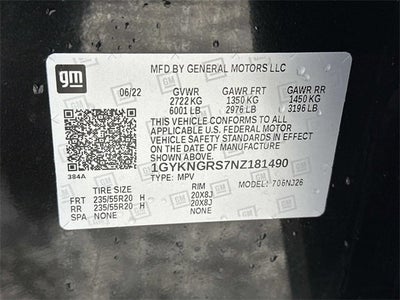 gm
MFD BY GENERAL MOTORS LLC
06/22 GVWR GAWR FRT GAWR RR
2722 KG 1350 KG 1450 KG
6001 LB 2976 LB 3196 LB
THIS VEHICLE CONFORMS TO ALL
APPLICABLE U.S. FEDERAL MOTOR
VEHICLE SAFETY STANDARDS IN EFFECT
ON THE DATE OF MANUFACTURE
SHOWN ABOVE.
1GYKNGRS7NZ181490
384A TYPE: MPV MODEL: 706NJ26
TIRE SIZE RIM
FRT 235/55R20 H 20X8J
RR 235/55R20 H 20X8J
SPA NONE NONE